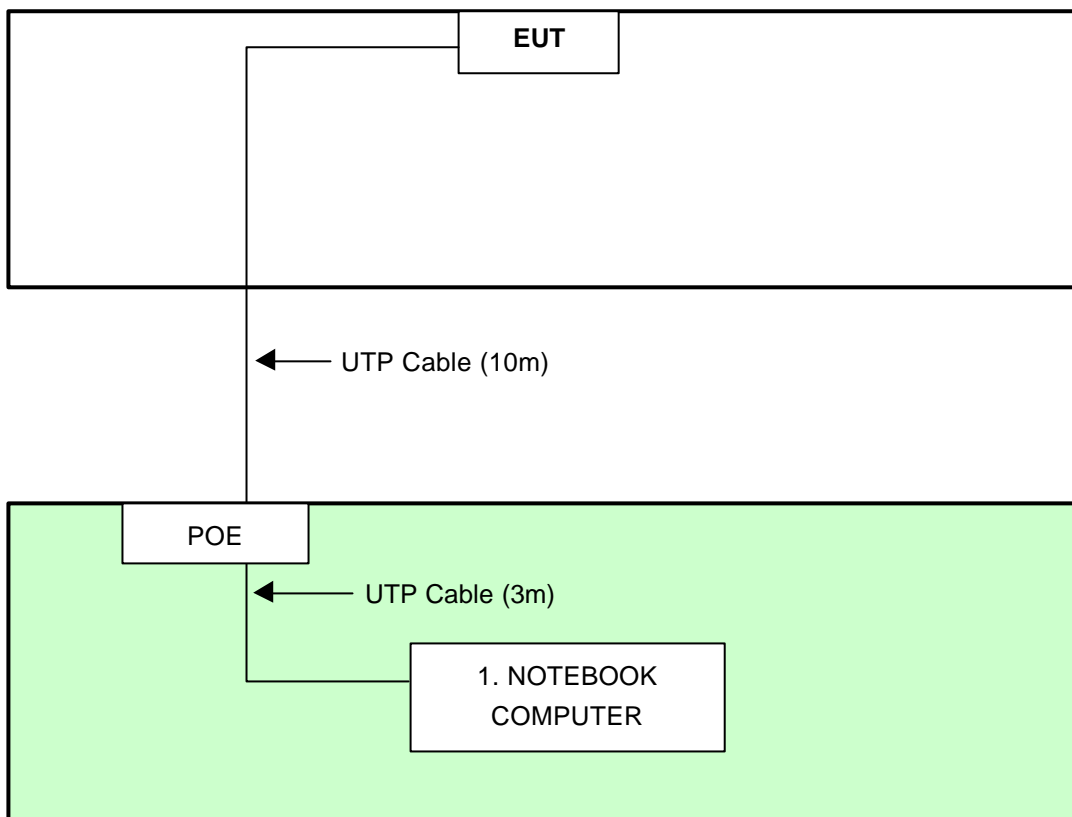 EUT
UTP Cable (10m)
POE
UTP Cable (3m)
1. NOTEBOOK
COMPUTER